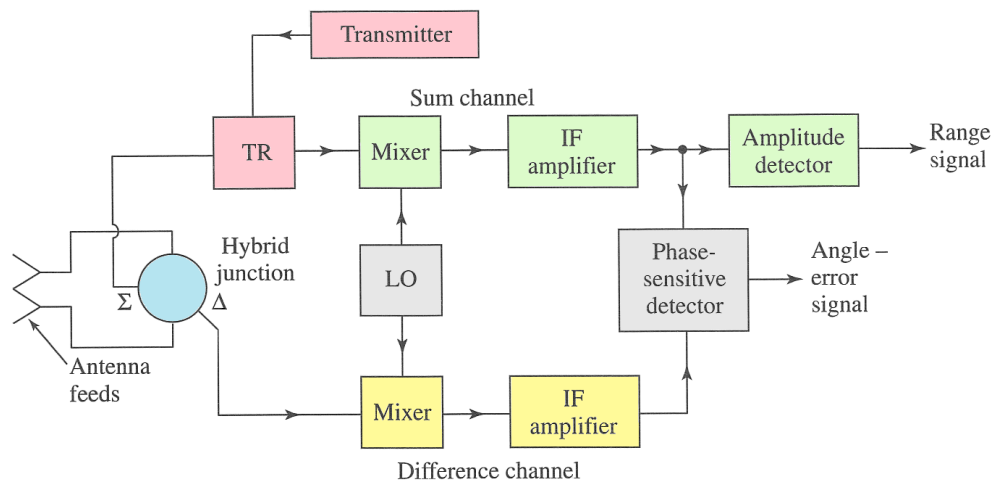 Transmitter
Sum channel
TR
Mixer
IF
amplifier
Amplitude
detector
Range
signal
Hybrid
junction
Σ
Δ
LO
Phase-
sensitive
detector
Angle –
error
signal
Antenna
feeds
Mixer
IF
amplifier
Difference channel